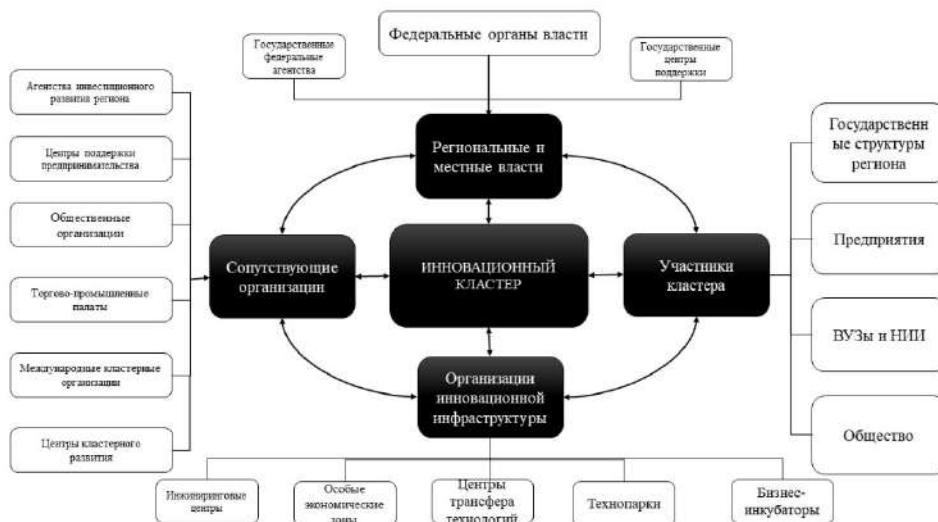 Федеральные органы власти
Государственные
федеральные
агентства
Государственные
центры
поддержки
Агентства инвестиционного
развития региона
Центры поддержки
предпринимательства
Общественные
организации
Торгово-промышленные
палаты
Международные кластерные
организации
Центры кластерного
развития
Региональные и
местные власти
Сопутствующие
организации
ИННОВАЦИОННЫЙ
КЛАСТЕР
Участники
кластера
Организации
инновационной
инфраструктуры
Государственн
ые структуры
региона
Предприятия
ВУЗы и НИИ
Общество
Инжиниринговые
центры
Особые
экономические
зоны
Центры
трансфера
технологий
Технопарки
Бизнес-
инкубаторы